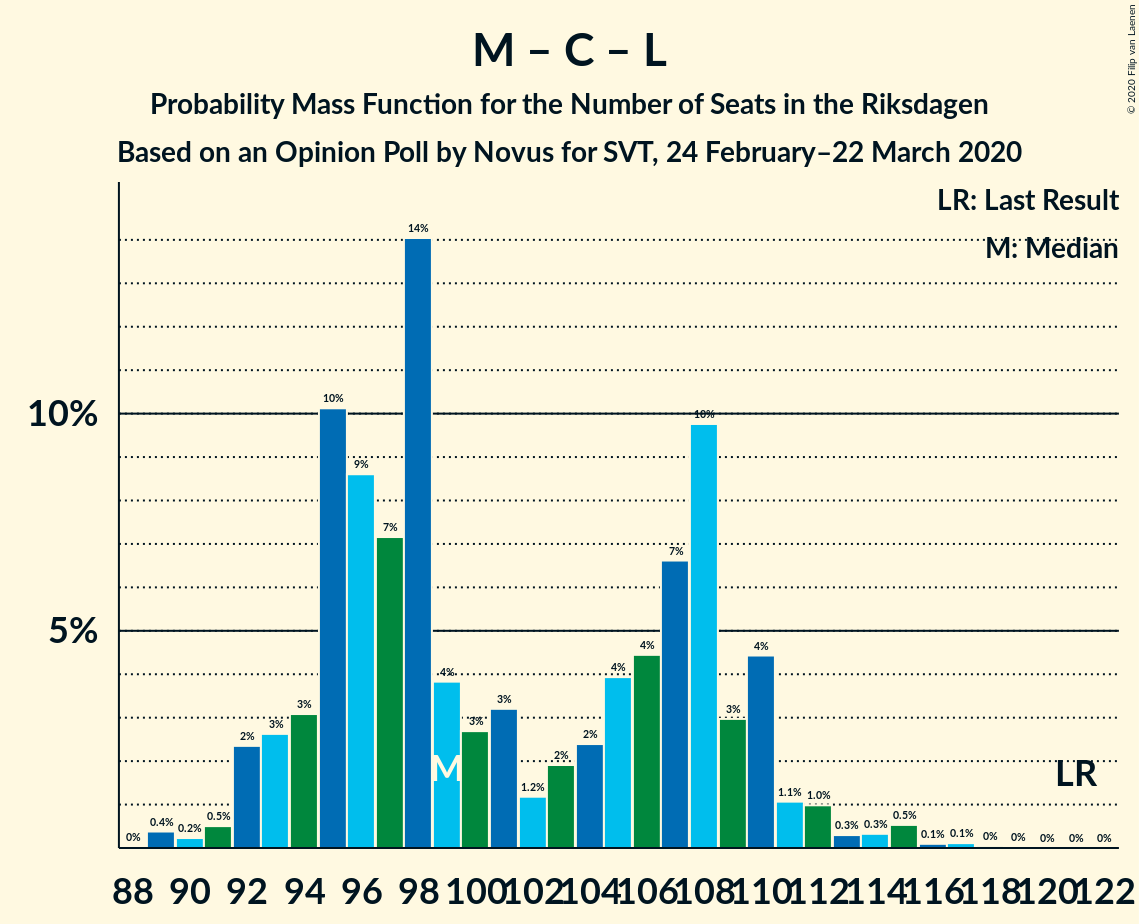 M – C – L
Probability Mass Function for the Number of Seats in the Riksdagen
Based on an Opinion Poll by Novus for SVT, 24 February–22 March 2020
© 2020 Filip van Laenen
LR: Last Result
M: Median
10%
5%
0% 0.4% 0.2% 0.5% 2% 3% 3% 10% 9% 7% 14% 4% 3% 3% 1.2% 2% 2% 4% 4% 7% 10% 3% 4% 1.1% 1.0% 0.3% 0.3% 0.5% 0.1% 0.1% 0% 0% 0% 0% 0%
M
LR
88 90 92 94 96 98 100 102 104 106 108 110 112 114 116 118 120 122